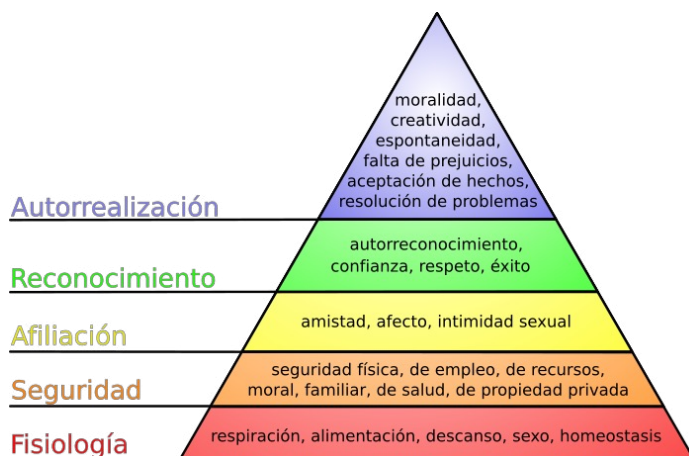 moralidad,
creatividad,
espontaneidad,
falta de prejuicios,
aceptación de hechos,
resolución de problemas
Autorrealización
autorreconocimiento,
confianza, respeto, éxito
Reconocimiento
amistad, afecto, intimidad sexual
Afiliación
seguridad física, de empleo, de recursos,
moral, familiar, de salud, de propiedad privada
Seguridad
respiración, alimentación, descanso, sexo, homeostasis
Fisiología